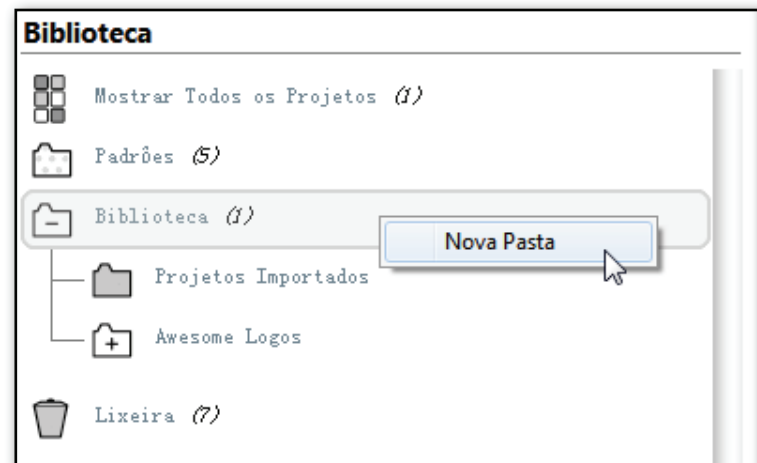 Biblioteca
Mostrar Todos os Projetos (1)
Padrões (5)
Biblioteca (1)
Nova Pasta
Projetos Importados
Awesome Logos
Lixeira (7)